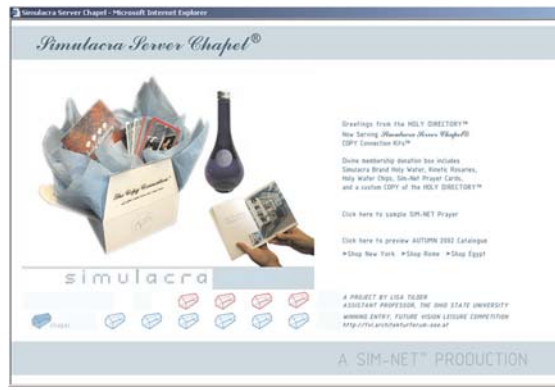 Simulacra Server Chapel - Microsoft Internet Explorer
Simulacra Server Chapel®
Greetings from the HOLY DIRECTORY™
Now Serving Simulacra Server Chapel®
COPY Connection Kits™
Divine membership donation box includes
Simulacra Brand Holy Water, Kinetic Rosaries,
Holy Wafer Chips, Sim-Net Prayer Cards,
and a custom COPY of the HOLY DIRECTORY™
Click here to sample SIM-NET Prayer
Click here to preview AUTUMN 2002 Catalogue
Shop New York Shop Rome Shop Egypt
The Copy Connection
simulacra
chapel
A PROJECT BY LISA TILDER
ASSISTANT PROFESSOR, THE OHIO STATE UNIVERSITY
WINNING ENTRY, FUTURE VISION LEISURE COMPETITION
A SIM-NET™ PRODUCTION